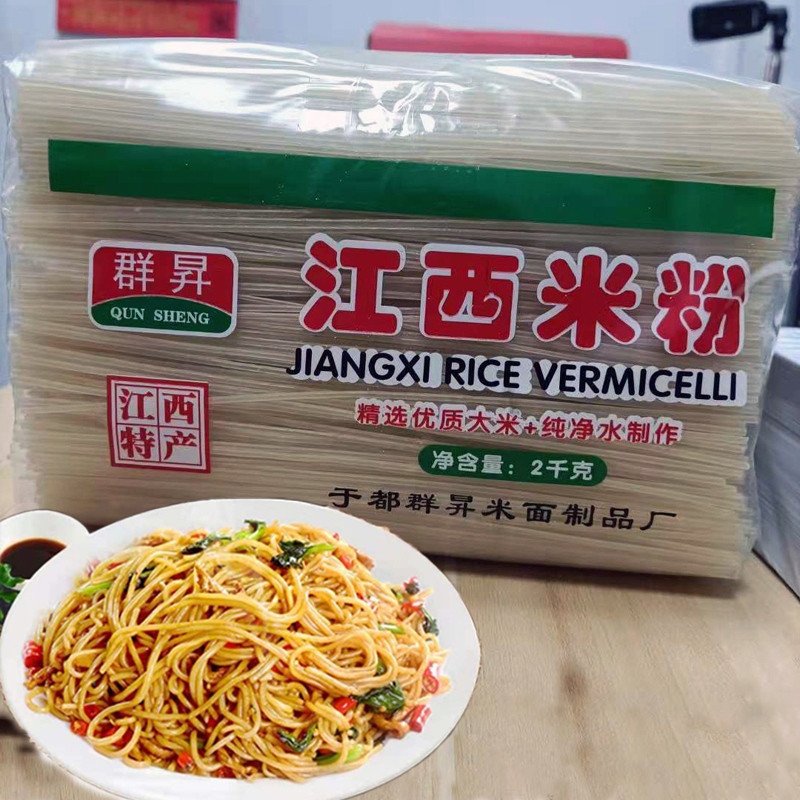 群昇
QUN SHENG
江西米粉
JIANGXI RICE VERMICELLI
江西
特产
精选优质大米+纯净水制作
净含量：2千克
于都群昇米面制品厂